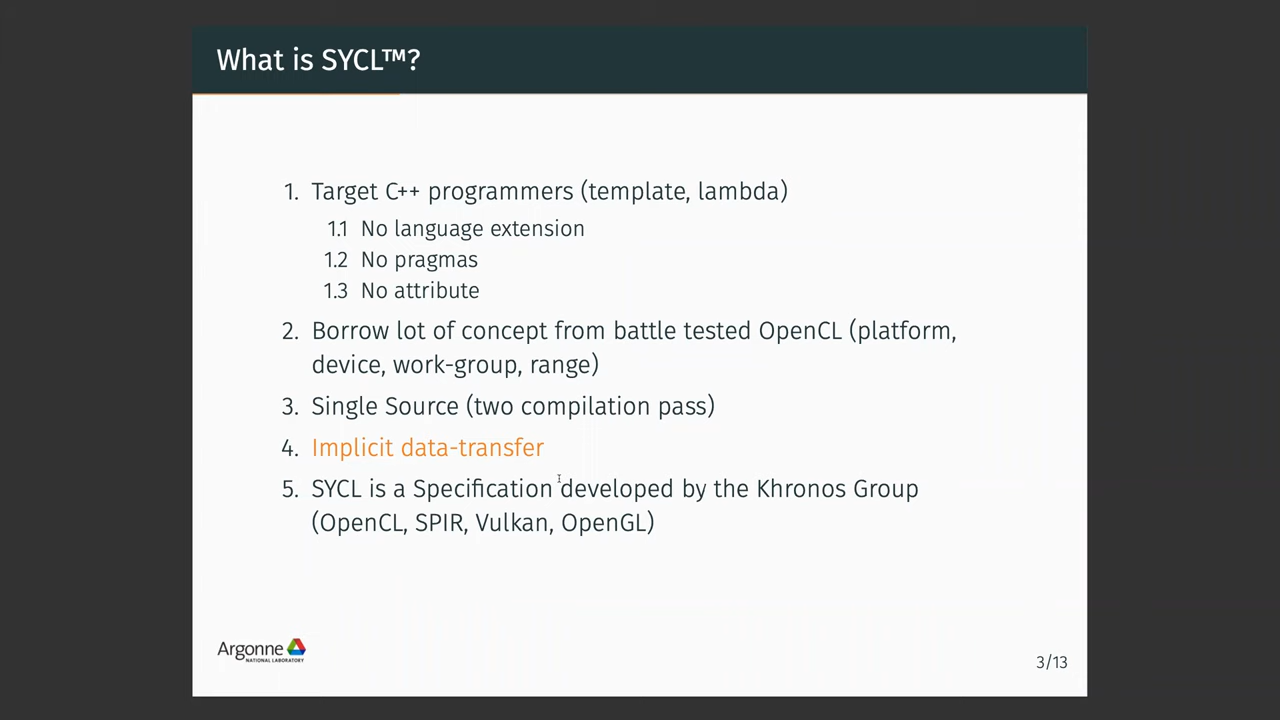 What is SYCL™?
1. Target C++ programmers (template, lambda)
1.1 No language extension
1.2 No pragmas
1.3 No attribute
2. Borrow lot of concept from battle tested OpenCL (platform,
device, work-group, range)
3. Single Source (two compilation pass)
4. Implicit data-transfer
5. SYCL is a Specification developed by the Khronos Group
(OpenCL, SPIR, Vulkan, OpenGL)
Argonne
NATIONAL LABORATORY
3/13